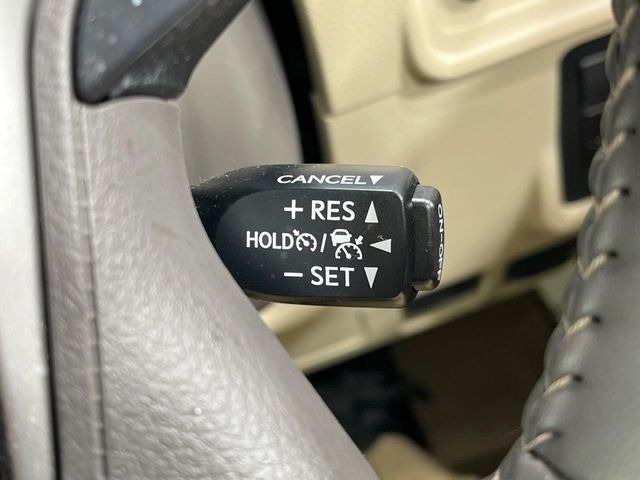 CANCEL▼
+ RES ▲
HOLD / ◀
− SET ▼
ON-OFF